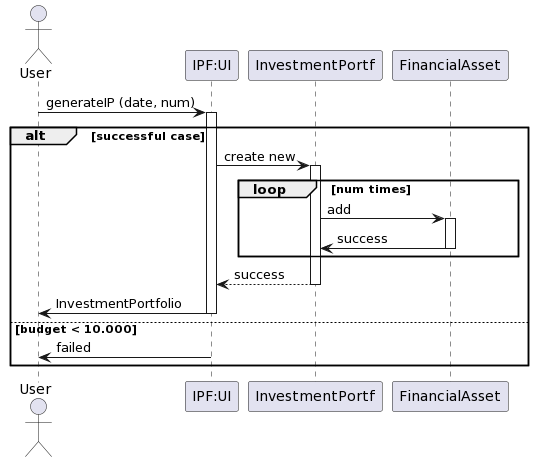 User
IPF:UI
InvestmentPortf
FinancialAsset
generateIP (date, num)
alt
[successful case]
create new
loop
[num times]
add
success
success
InvestmentPortfolio
[budget < 10.000]
failed
User
IPF:UI
InvestmentPortf
FinancialAsset